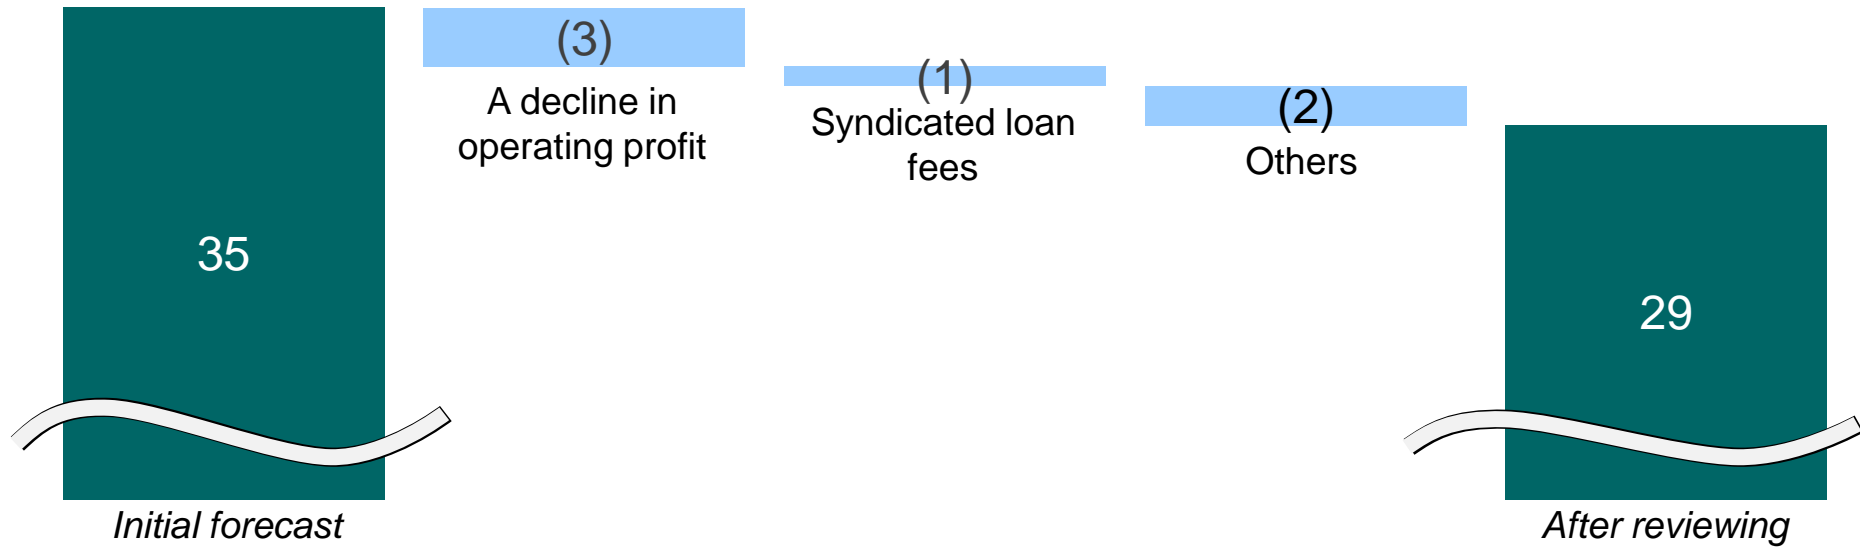 35
Initial forecast
(3)
A decline in
operating profit
(1)
Syndicated loan
fees
(2)
Others
29
After reviewing